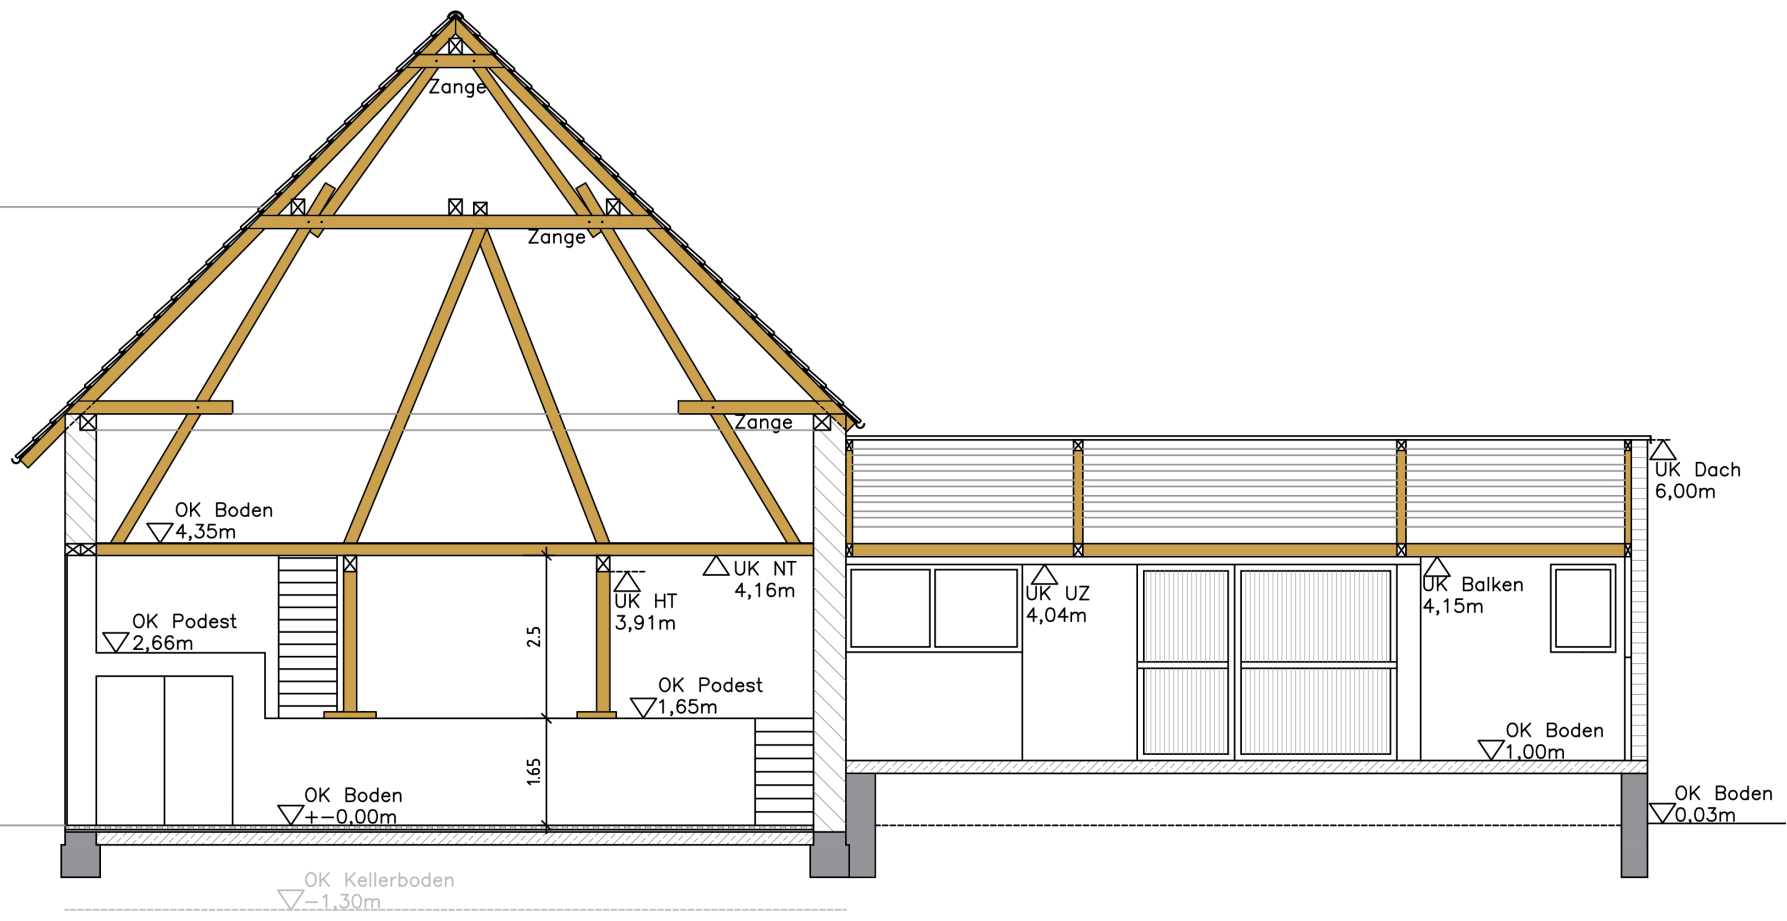 Zange
Zange
Zange
OK Boden
4,35m
UK Dach
6,00m
UK NT
4,16m
UK HT
3,91m
UK UZ
4,04m
UK Balken
4,15m
OK Podest
2,66m
2.5
OK Podest
1,65m
OK Boden
1,00m
1.65
OK Boden
+-0,00m
OK Boden
0,03m
OK Kellerboden
-1,30m